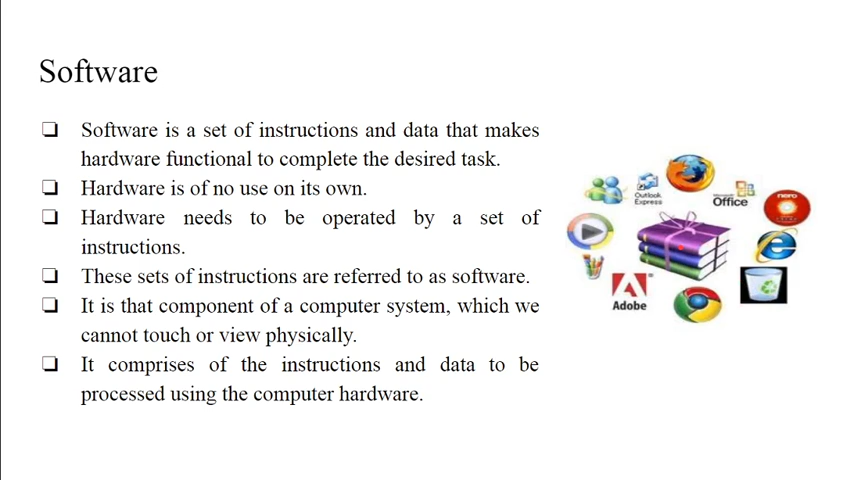 Software
❑ Software is a set of instructions and data that makes
hardware functional to complete the desired task.
❑ Hardware is of no use on its own.
❑ Hardware needs to be operated by a set of
instructions.
❑ These sets of instructions are referred to as software.
❑ It is that component of a computer system, which we
cannot touch or view physically.
❑ It comprises of the instructions and data to be
processed using the computer hardware.
Outlook
Express
Office
nero
Adobe